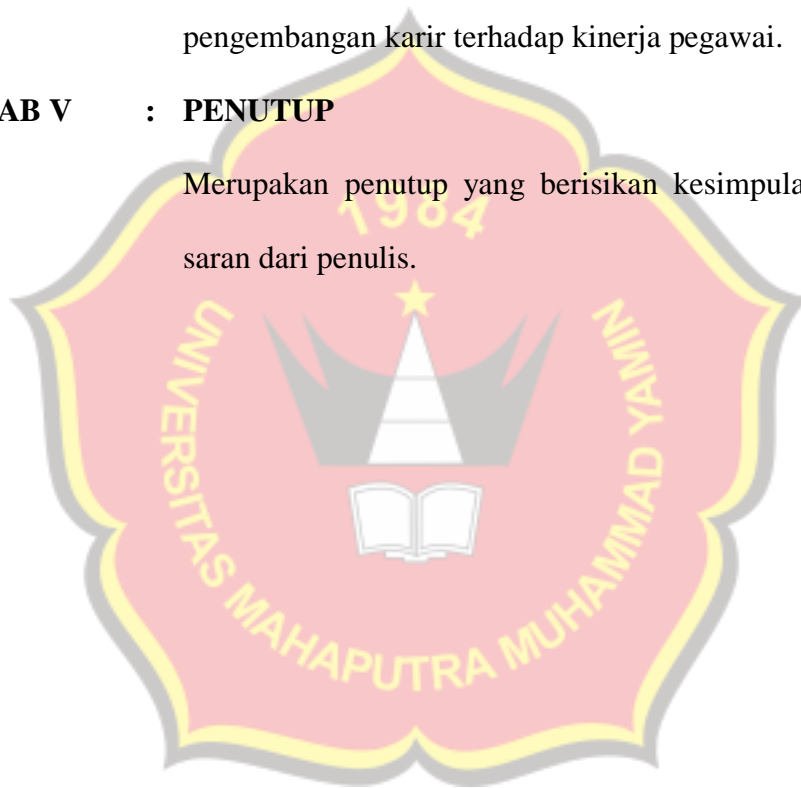 pengembangan karir terhadap kinerja pegawai.
AB V : PENUTUP
Merupakan penutup yang berisikan kesimpula
saran dari penulis.
1984
UNIVERSITAS MAHAPUTRA MUHAMMAD YAMIN